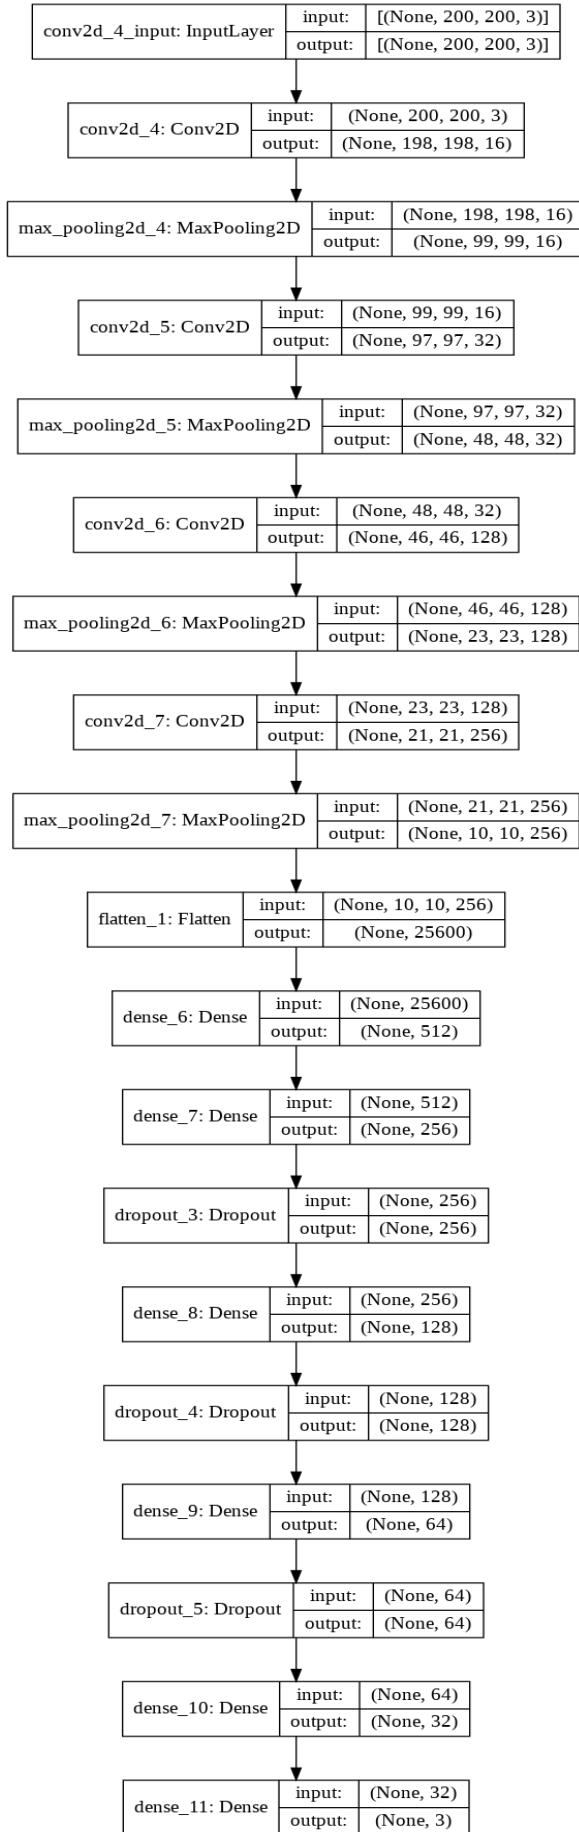 conv2d_4_input: InputLayer
input:
[(None, 200, 200, 3)]
output:
[(None, 200, 200, 3)]
conv2d_4: Conv2D
input:
(None, 200, 200, 3)
output:
(None, 198, 198, 16)
max_pooling2d_4: MaxPooling2D
input:
(None, 198, 198, 16)
output:
(None, 99, 99, 16)
conv2d_5: Conv2D
input:
(None, 99, 99, 16)
output:
(None, 97, 97, 32)
max_pooling2d_5: MaxPooling2D
input:
(None, 97, 97, 32)
output:
(None, 48, 48, 32)
conv2d_6: Conv2D
input:
(None, 48, 48, 32)
output:
(None, 46, 46, 128)
max_pooling2d_6: MaxPooling2D
input:
(None, 46, 46, 128)
output:
(None, 23, 23, 128)
conv2d_7: Conv2D
input:
(None, 23, 23, 128)
output:
(None, 21, 21, 256)
max_pooling2d_7: MaxPooling2D
input:
(None, 21, 21, 256)
output:
(None, 10, 10, 256)
flatten_1: Flatten
input:
(None, 10, 10, 256)
output:
(None, 25600)
dense_6: Dense
input:
(None, 25600)
output:
(None, 512)
dense_7: Dense
input:
(None, 512)
output:
(None, 256)
dropout_3: Dropout
input:
(None, 256)
output:
(None, 256)
dense_8: Dense
input:
(None, 256)
output:
(None, 128)
dropout_4: Dropout
input:
(None, 128)
output:
(None, 128)
dense_9: Dense
input:
(None, 128)
output:
(None, 64)
dropout_5: Dropout
input:
(None, 64)
output:
(None, 64)
dense_10: Dense
input:
(None, 64)
output:
(None, 32)
dense_11: Dense
input:
(None, 32)
output:
(None, 3)